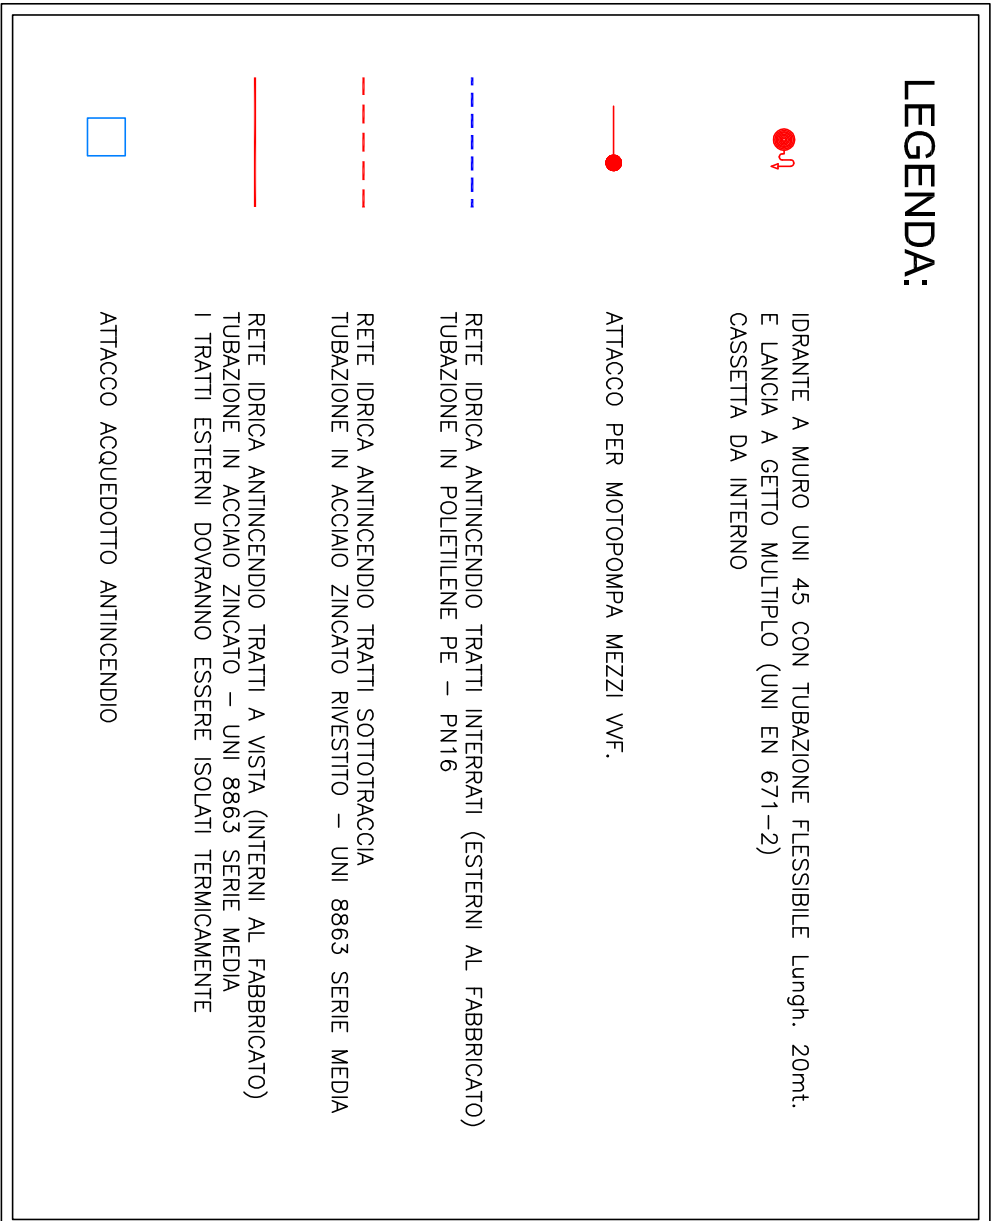 LEGENDA:
IDRANTE A MURO UNI 45 CON TUBAZIONE FLESSIBILE Lungh. 20mt.
E LANCIA A GETTO MULTIPLO (UNI EN 671-2)
CASSETTA DA INTERNO
ATTACCO PER MOTOPOMPA MEZZI VVF.
RETE IDRICA ANTINCENDIO TRATTI INTERRATI (ESTERNI AL FABBRICATO)
TUBAZIONE IN POLIETILENE PE - PN16
RETE IDRICA ANTINCENDIO TRATTI SOTTOTRACCIA
TUBAZIONE IN ACCIAIO ZINCATO RIVESTITO - UNI 8863 SERIE MEDIA
RETE IDRICA ANTINCENDIO TRATTI A VISTA (INTERNI AL FABBRICATO)
TUBAZIONE IN ACCIAIO ZINCATO - UNI 8863 SERIE MEDIA
I TRATTI ESTERNI DOVRANNO ESSERE ISOLATI TERMICAMENTE
ATTACCO ACQUEDOTTO ANTINCENDIO